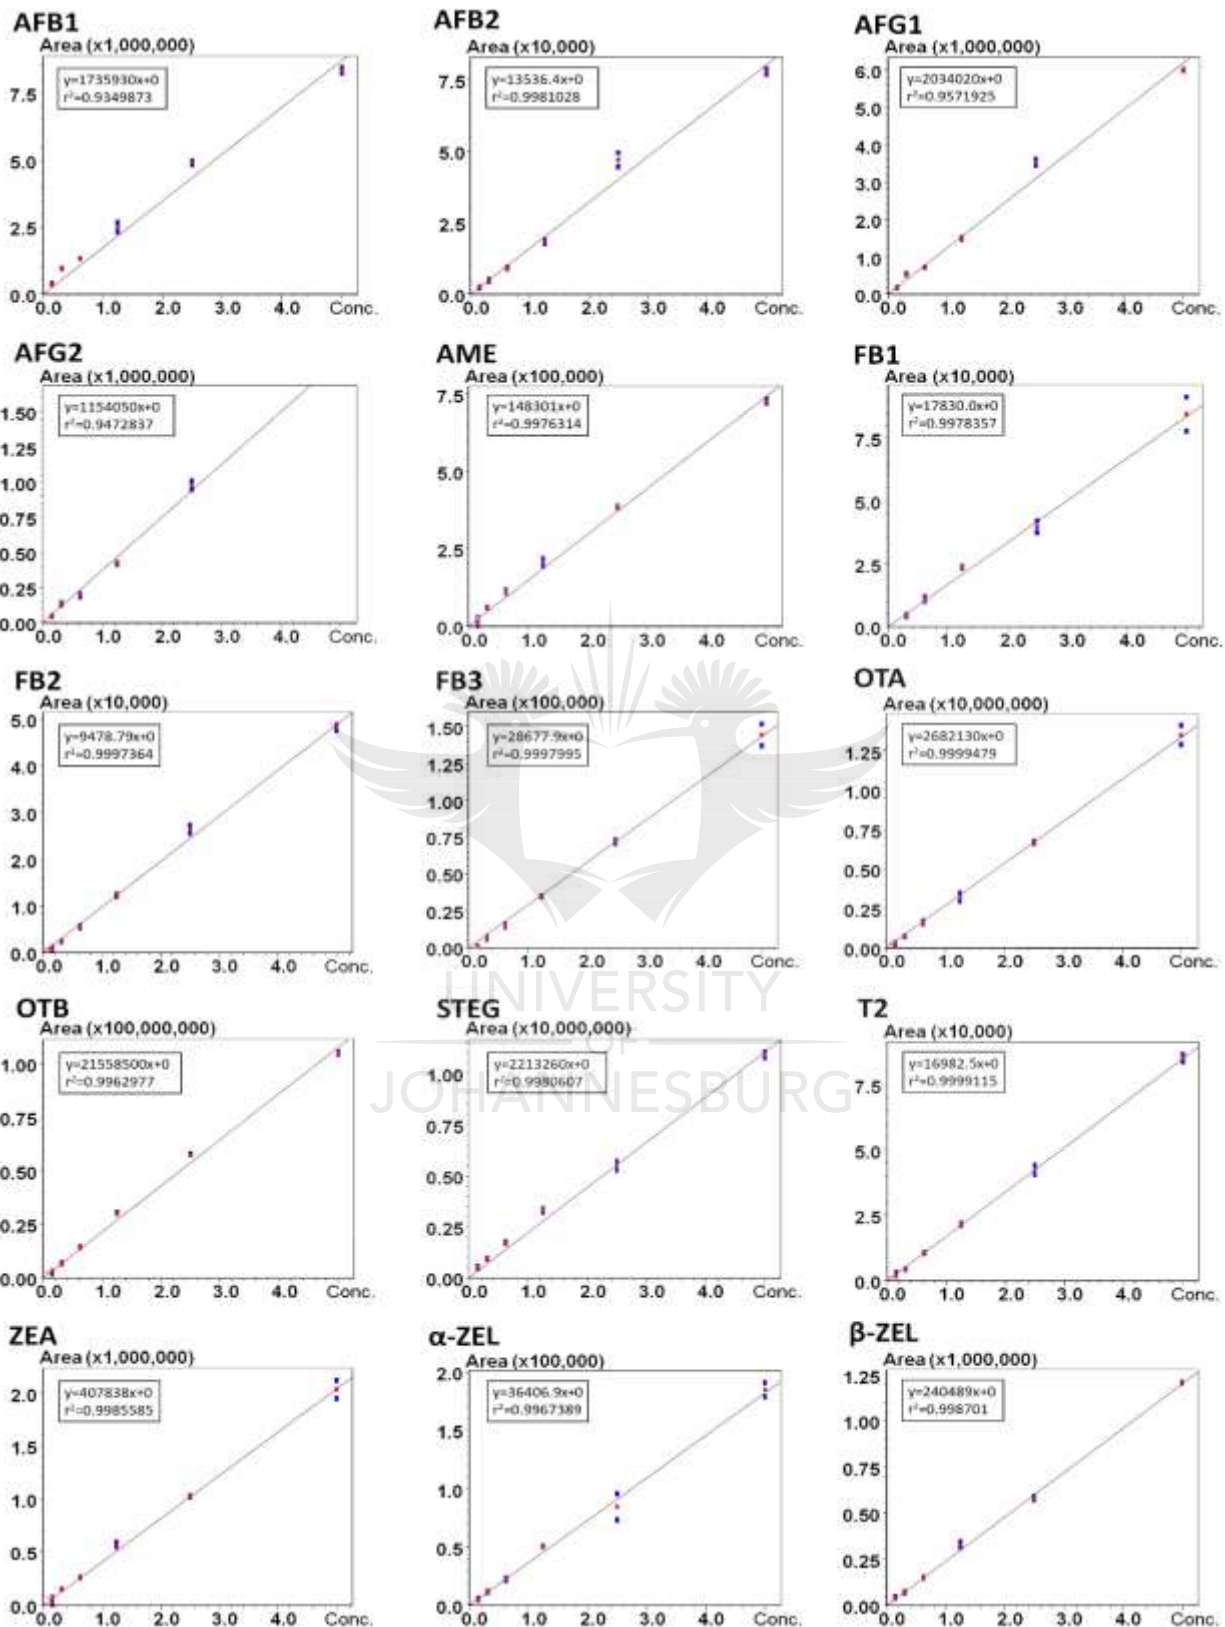 AFB1
Area (x1,000,000)
y=1735930x+0
r²=0.9349873
7.5
5.0
2.5
0.0
0.0 1.0 2.0 3.0 4.0 Conc.
AFB2
Area (x10,000)
y=13536.4x+0
r²=0.9981028
7.5
5.0
2.5
0.0
0.0 1.0 2.0 3.0 4.0 Conc.
AFG1
Area (x1,000,000)
y=2034020x+0
r²=0.9571925
6.0
5.0
4.0
3.0
2.0
1.0
0.0
0.0 1.0 2.0 3.0 4.0 Conc.
AFG2
Area (x1,000,000)
y=1154050x+0
r²=0.9472837
1.50
1.25
1.00
0.75
0.50
0.25
0.00
0.0 1.0 2.0 3.0 4.0 Conc.
AME
Area (x100,000)
y=148301x+0
r²=0.9976314
7.5
5.0
2.5
0.0
0.0 1.0 2.0 3.0 4.0 Conc.
FB1
Area (x10,000)
y=17830.0x+0
r²=0.9978357
7.5
5.0
2.5
0.0
0.0 1.0 2.0 3.0 4.0 Conc.
FB2
Area (x10,000)
y=9478.79x+0
r²=0.9997364
5.0
4.0
3.0
2.0
1.0
0.0
0.0 1.0 2.0 3.0 4.0 Conc.
FB3
Area (x100,000)
y=28677.9x+0
r²=0.9997995
1.50
1.25
1.00
0.75
0.50
0.25
0.00
0.0 1.0 2.0 3.0 4.0 Conc.
OTA
Area (x10,000,000)
y=2682130x+0
r²=0.9999479
1.25
1.00
0.75
0.50
0.25
0.00
0.0 1.0 2.0 3.0 4.0 Conc.
UNIVERSITY
OF
JOHANNESBURG
OTB
Area (x100,000,000)
y=21558500x+0
r²=0.9962977
1.00
0.75
0.50
0.25
0.00
0.0 1.0 2.0 3.0 4.0 Conc.
STEG
Area (x10,000,000)
y=2213260x+0
r²=0.9980607
1.00
0.75
0.50
0.25
0.00
0.0 1.0 2.0 3.0 4.0 Conc.
T2
Area (x10,000)
y=16982.5x+0
r²=0.9999115
7.5
5.0
2.5
0.0
0.0 1.0 2.0 3.0 4.0 Conc.
ZEA
Area (x1,000,000)
y=407838x+0
r²=0.9985585
2.0
1.5
1.0
0.5
0.0
0.0 1.0 2.0 3.0 4.0 Conc.
α-ZEL
Area (x100,000)
y=36406.9x+0
r²=0.9967389
2.0
1.5
1.0
0.5
0.0
0.0 1.0 2.0 3.0 4.0 Conc.
β-ZEL
Area (x1,000,000)
y=240489x+0
r²=0.998701
1.25
1.00
0.75
0.50
0.25
0.00
0.0 1.0 2.0 3.0 4.0 Conc.